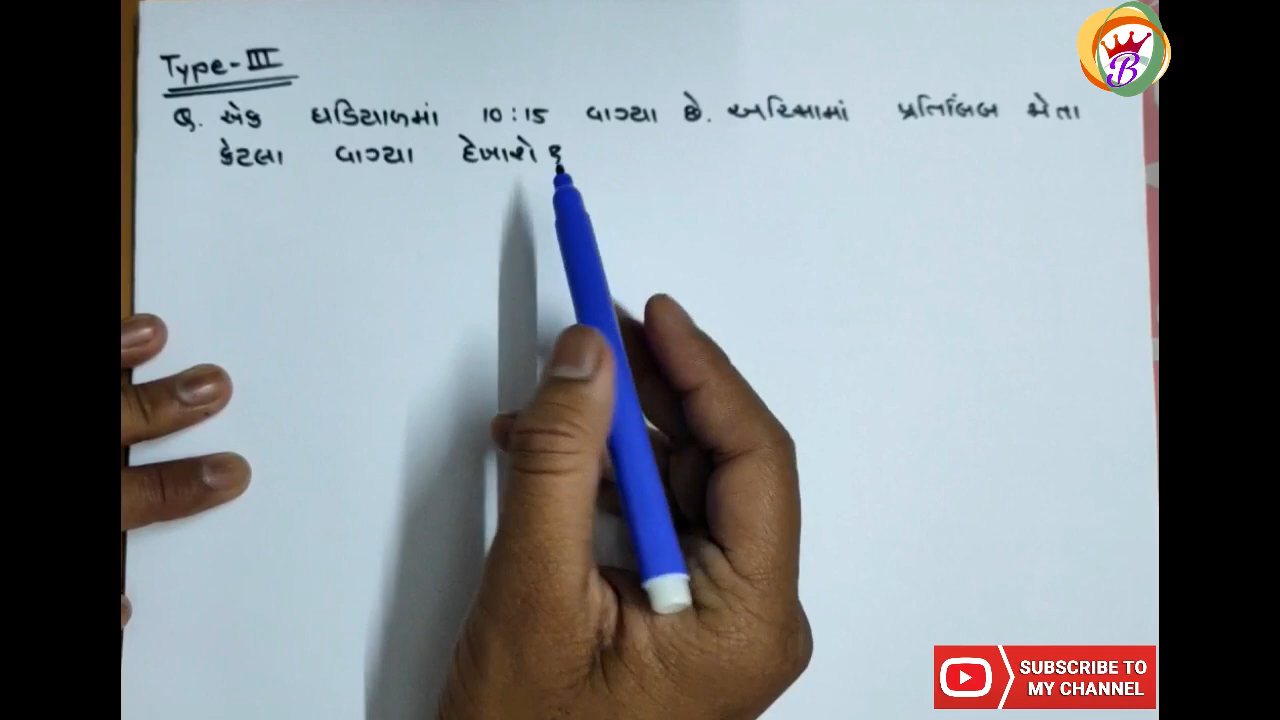 Type-III
Q. એક ઘડિયાળમાં 10:15 વાગ્યા છે. અરિસામાં પ્રતિબિંબ જોતા
કેટલા વાગ્યા દેખાશે ?
B
SUBSCRIBE TO
MY CHANNEL